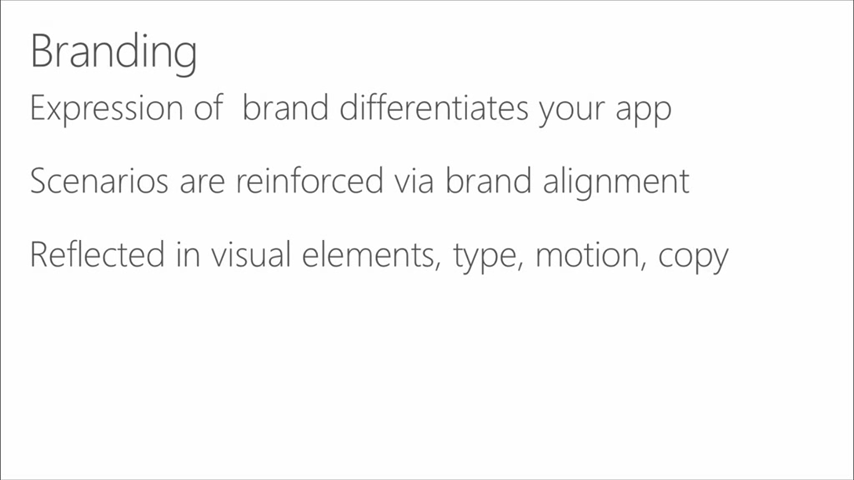 Branding
Expression of  brand differentiates your app
Scenarios are reinforced via brand alignment
Reflected in visual elements, type, motion, copy